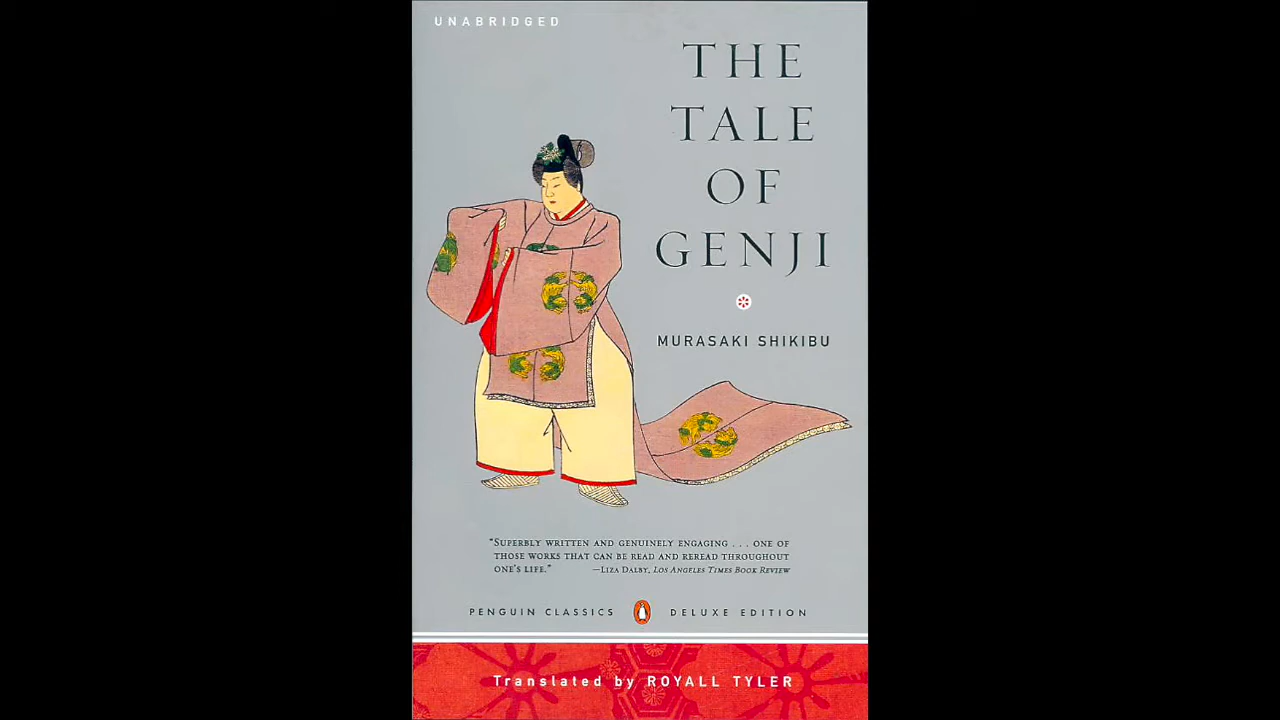 UNABRIDGED
THE
TALE
OF
GENJI
MURASAKI SHIKIBU
"SUPERBLY WRITTEN AND GENUINELY ENGAGING . . . ONE OF
THOSE WORKS THAT CAN BE READ AND REREAD THROUGHOUT
ONE'S LIFE." —LIZA DALBY, LOS ANGELES TIMES BOOK REVIEW
PENGUIN CLASSICS DELUXE EDITION
Translated by ROYALL TYLER